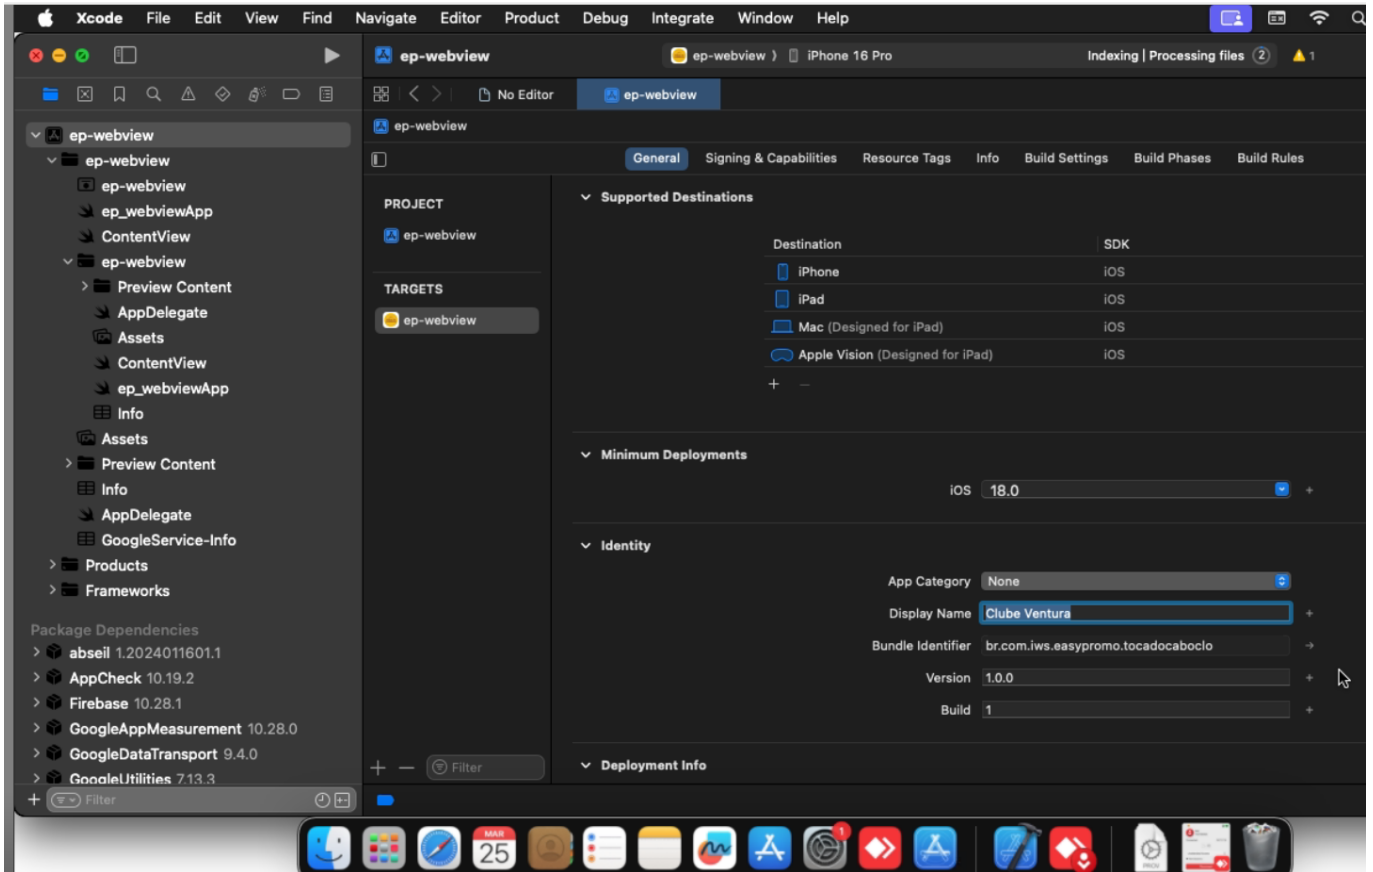 Xcode File Edit View Find Navigate Editor Product Debug Integrate Window Help
ep-webview
ep-webview
iPhone 16 Pro
Indexing | Processing files 2
1
No Editor
ep-webview
ep-webview
General Signing & Capabilities Resource Tags Info Build Settings Build Phases Build Rules
ep-webview
ep-webview
ep-webview
ep_webviewApp
ContentView
ep-webview
Preview Content
AppDelegate
Assets
ContentView
ep_webviewApp
Info
Assets
Preview Content
Info
AppDelegate
GoogleService-Info
Products
Frameworks
Package Dependencies
abseil 1.2024011601.1
AppCheck 10.19.2
Firebase 10.28.1
GoogleAppMeasurement 10.28.0
GoogleDataTransport 9.4.0
GoogleUtilities 7.13.3
Filter
PROJECT
ep-webview
TARGETS
ep-webview
Filter
Supported Destinations
Destination SDK
iPhone iOS
iPad iOS
Mac (Designed for iPad) iOS
Apple Vision (Designed for iPad) iOS
Minimum Deployments
iOS 18.0
Identity
App Category None
Display Name Clube Ventura
Bundle Identifier br.com.iws.easypromo.tocadocaboclo
Version 1.0.0
Build 1
Deployment Info
MAR
25
1
PROV